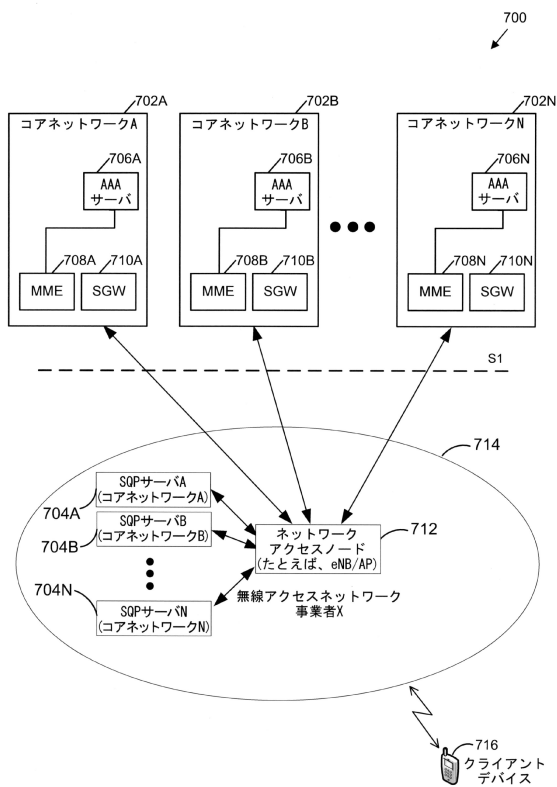 700
702A
702B
702N
コアネットワークA
コアネットワークB
コアネットワークN
706A
706B
706N
AAA
サーバ
AAA
サーバ
AAA
サーバ
708A
710A
708B
710B
708N
710N
MME
SGW
MME
SGW
MME
SGW
S1
714
SQPサーバA
(コアネットワークA)
704A
SQPサーバB
(コアネットワークB)
704B
704N
SQPサーバN
(コアネットワークN)
712
ネットワーク
アクセスノード
(たとえば、eNB/AP)
無線アクセスネットワーク
事業者X
716
クライアント
デバイス